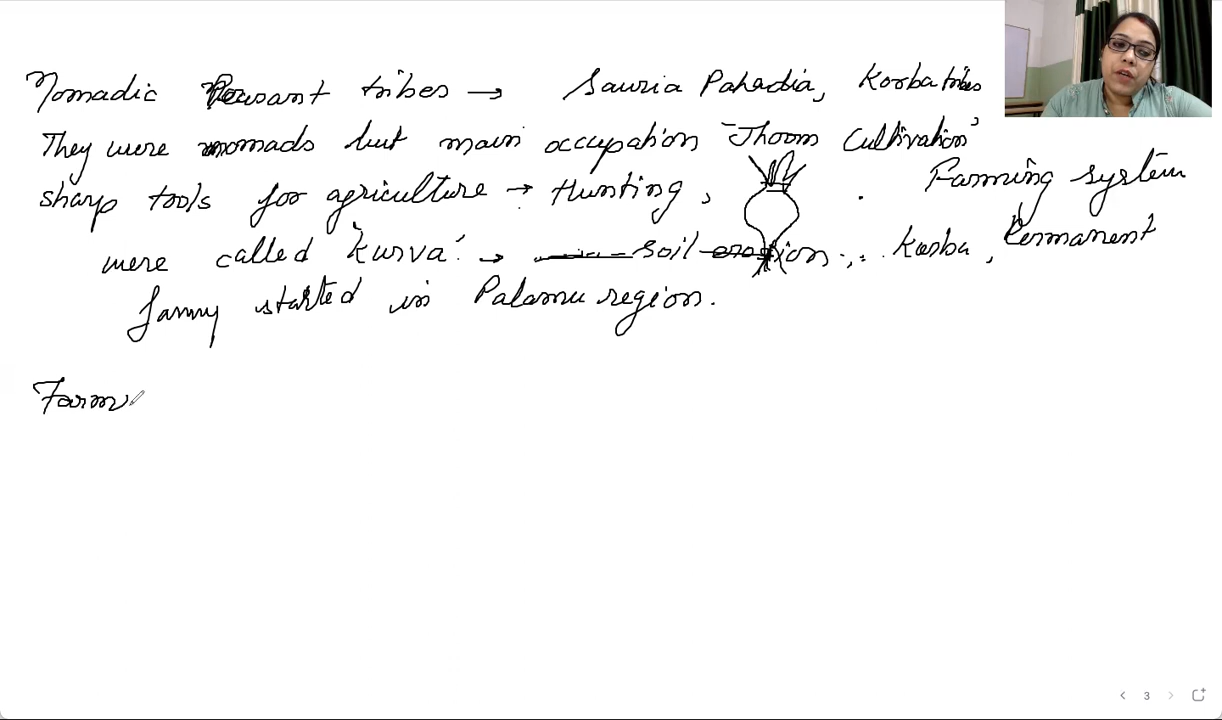 Nomadic Peasant tribes → Sauria Pahadia, Korba tribes
They were nomads but main occupation 'Jhoom Cultivation'
sharp tools for agriculture → Hunting, . Farming system
were called 'Kurva' → soil erosion ... Korba, Permanent
started in Palamu region.
Farm
3